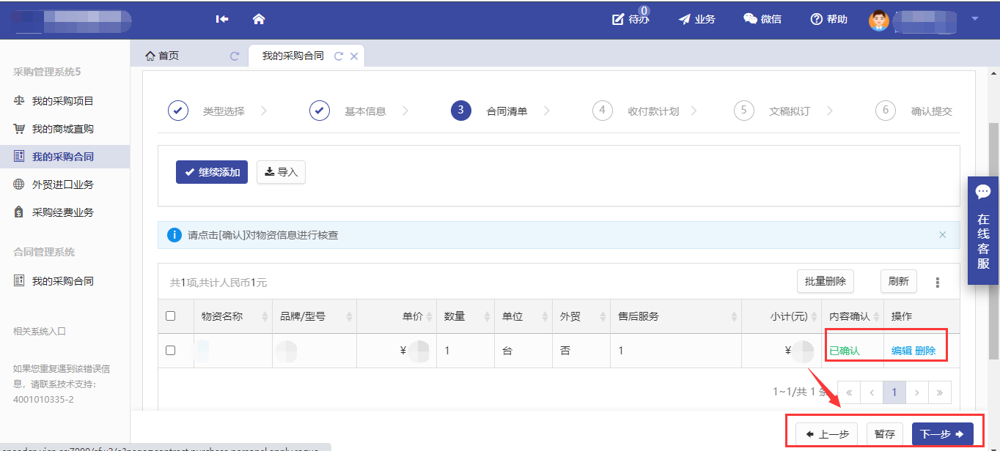 0
待办 业务 微信 帮助
首页 我的采购合同
采购管理系统5
我的采购项目
我的商城直购
我的采购合同
外贸进口业务
采购经费业务
合同管理系统
我的采购合同
相关系统入口
如果您重复遇到该错误信
息，请联系技术支持：
4001010335-2
类型选择 基本信息 3 合同清单 4 收付款计划 5 文稿拟订 6 确认提交
继续添加 导入
请点击[确认]对物资信息进行核查
共1项,共计人民币1元 批量删除 刷新
物资名称 品牌/型号 单价 数量 单位 外贸 售后服务 小计(元) 内容确认 操作
¥ 1 台 否 1 ¥ 已确认 编辑 删除
1~1/共 1 条 « ‹ 1 › »
上一步 暂存 下一步
在
线
客
服